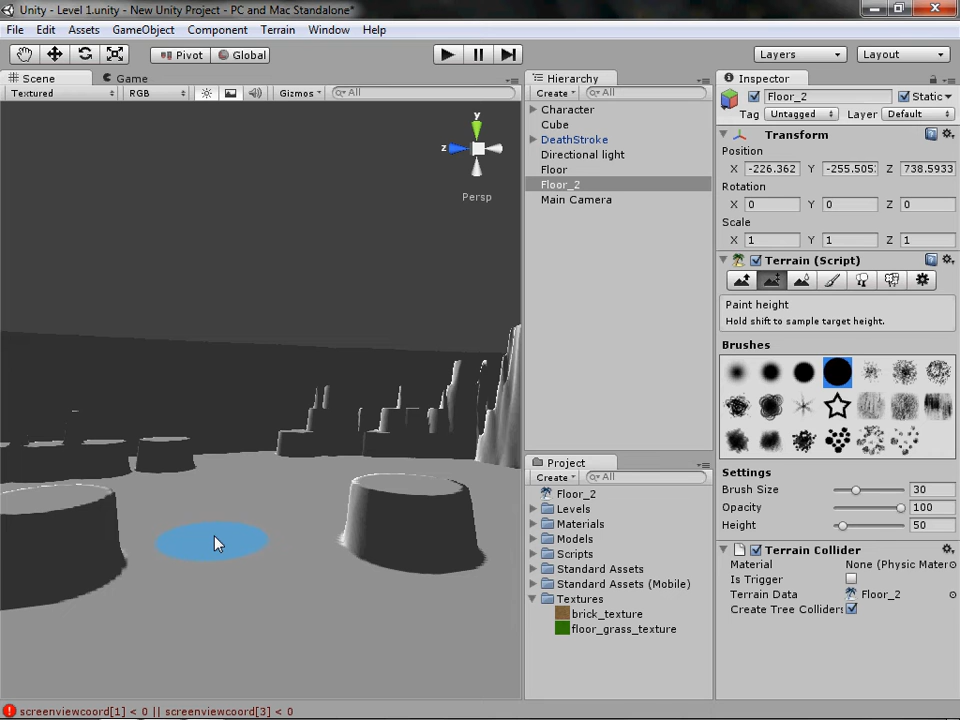 Unity - Level 1.unity - New Unity Project - PC and Mac Standalone*
File Edit Assets GameObject Component Terrain Window Help
Pivot Global Layers Layout
Scene Game
Textured RGB Gizmos All
y
z
Persp
Hierarchy
Create All
Character
Cube
DeathStroke
Directional light
Floor
Floor_2
Main Camera
Project
Create All
Floor_2
Levels
Materials
Models
Scripts
Standard Assets
Standard Assets (Mobile)
Textures
brick_texture
floor_grass_texture
Inspector
Floor_2 Static
Tag Untagged Layer Default
Transform
Position
X -226.362 Y -255.505: Z 738.5933
Rotation
X 0 Y 0 Z 0
Scale
X 1 Y 1 Z 1
Terrain (Script)
Paint height
Hold shift to sample target height.
Brushes
Settings
Brush Size 30
Opacity 100
Height 50
Terrain Collider
Material None (Physic Mater
Is Trigger
Terrain Data Floor_2
Create Tree Colliders
screenviewcoord[1] < 0 || screenviewcoord[3] < 0